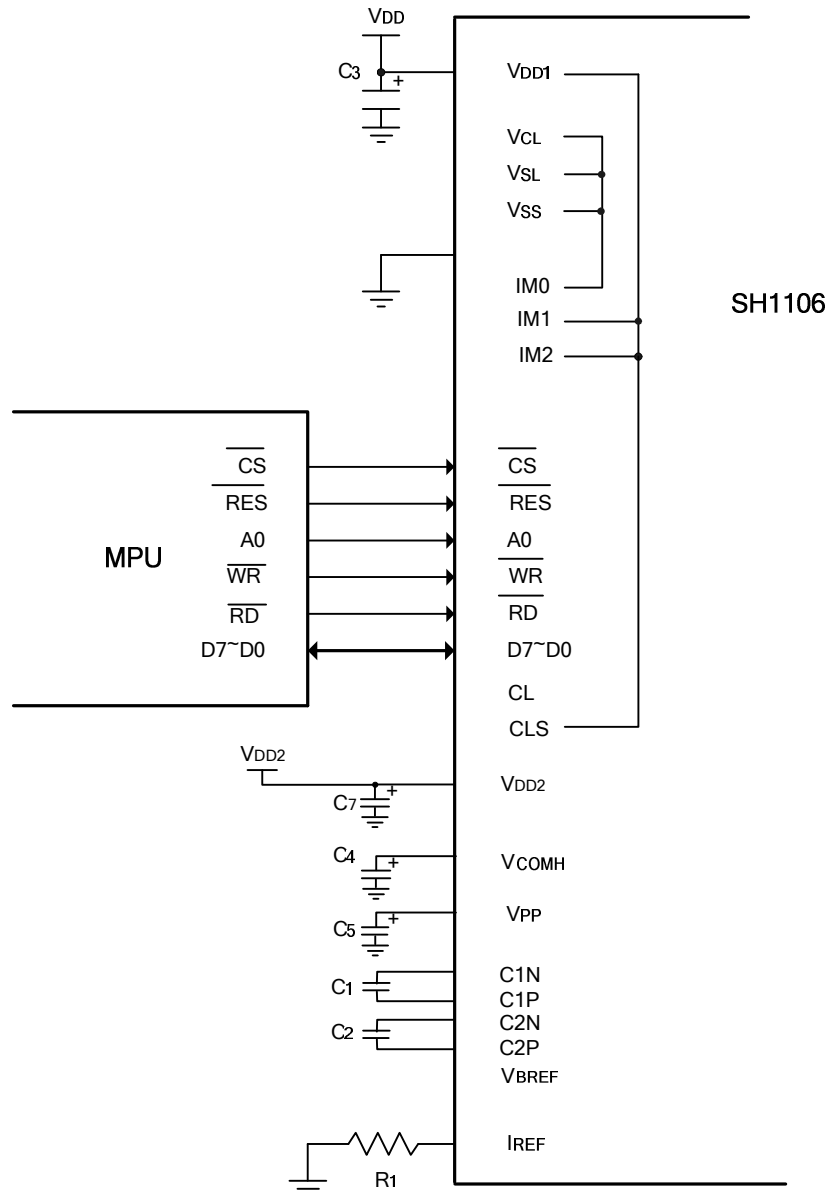 VDD
C3
+
VDD1
VCL
VSL
VSS
IM0
IM1
IM2
SH1106
MPU
CS
RES
A0
WR
RD
D7~D0
CS
RES
A0
WR
RD
D7~D0
CL
CLS
VDD2
C7
+
VDD2
C4
+
VCOMH
C5
+
VPP
C1
C1N
C1P
C2
C2N
C2P
VBREF
R1
IREF